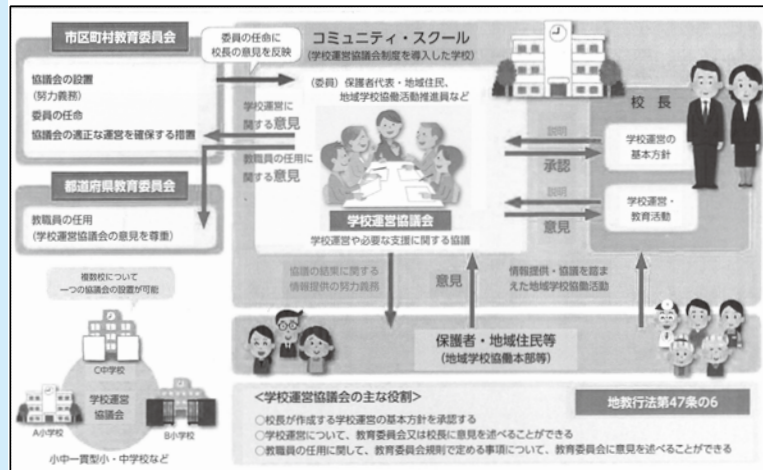 市区町村教育委員会
協議会の設置
(努力義務)
委員の任命
協議会の適正な運営を確保する措置
都道府県教育委員会
教職員の任用
(学校運営協議会の意見を尊重)
委員の任命に
校長の意見を反映
コミュニティ・スクール
(学校運営協議会制度を導入した学校)
(委員) 保護者代表・地域住民、
地域学校協働活動推進員など
学校運営に
関する意見
教職員の任用に
関する意見
学校運営協議会
学校運営や必要な支援に関する協議
校長
説明
承認
学校運営の
基本方針
説明
意見
学校運営・
教育活動
協議の結果に関する
情報提供の努力義務
意見
情報提供・協議を踏ま
えた地域学校協働活動
保護者・地域住民等
(地域学校協働本部等)
複数校について
一つの協議会の設置が可能
C中学校
学校運営
協議会
A小学校
B小学校
小中一貫型小・中学校など
<学校運営協議会の主な役割>
地教行法第47条の6
○校長が作成する学校運営の基本方針を承認する
○学校運営について、教育委員会又は校長に意見を述べることができる
○教職員の任用に関して、教育委員会規則で定める事項について、教育委員会に意見を述べることができる